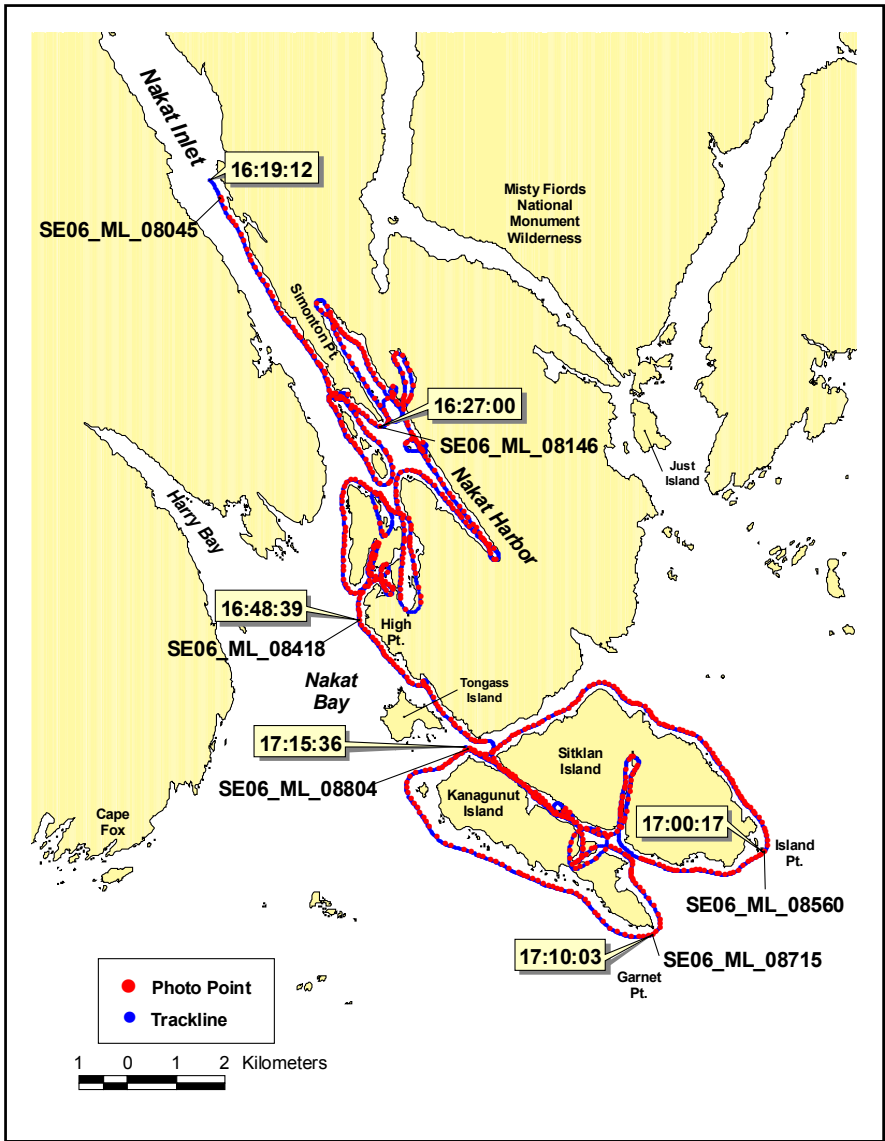 Nakat Inlet
16:19:12
Misty Fiords
National
Monument
Wilderness
SE06_ML_08045
Simonton Pt.
16:27:00
SE06_ML_08146
Just
Island
Harry Bay
Nakat Harbor
16:48:39
High
Pt.
SE06_ML_08418
Nakat
Bay
Tongass
Island
17:15:36
Sitklan
Island
SE06_ML_08804
Kanagunut
Island
Cape
Fox
17:00:17
Island
Pt.
SE06_ML_08560
17:10:03
SE06_ML_08715
Garnet
Pt.
Photo Point
Trackline
1 0 1 2 Kilometers